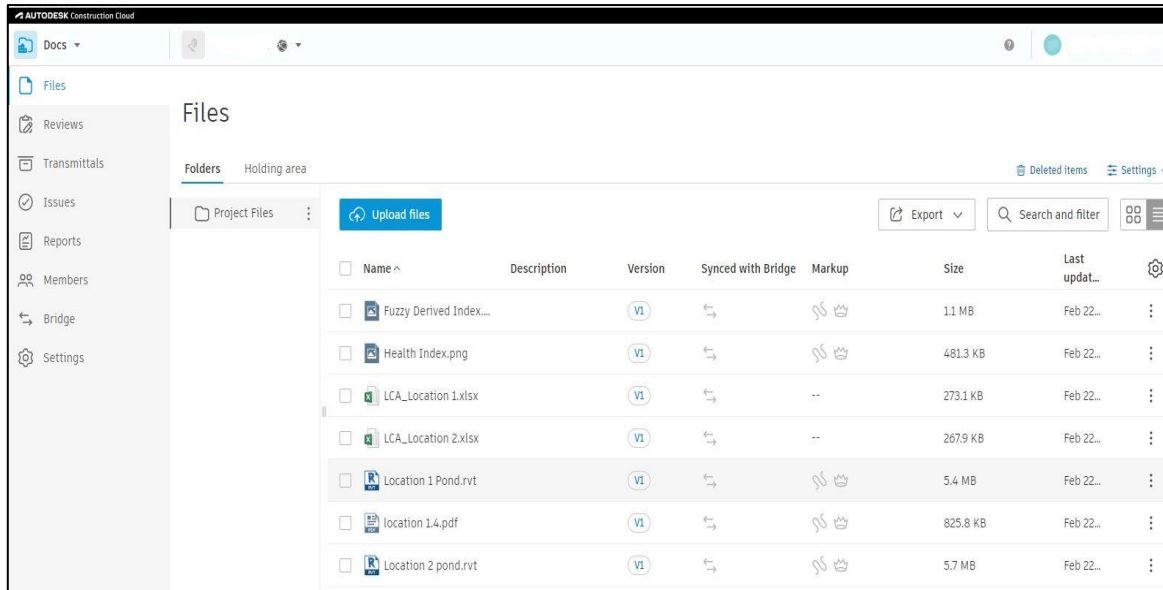 AUTODESK Construction Cloud
Docs
Files
Reviews
Transmittals
Issues
Reports
Members
Bridge
Settings
Files
Folders Holding area
Deleted items Settings
Project Files
Upload files
Export Search and filter
Name Description Version Synced with Bridge Markup Size Last updat...
Fuzzy Derived Index.... V1 1.1 MB Feb 22...
Health Index.png V1 481.3 KB Feb 22...
LCA_Location 1.xlsx V1 -- 273.1 KB Feb 22...
LCA_Location 2.xlsx V1 -- 267.9 KB Feb 22...
Location 1 Pond.rvt V1 5.4 MB Feb 22...
location 1.4.pdf V1 825.8 KB Feb 22...
Location 2 pond.rvt V1 5.7 MB Feb 22...